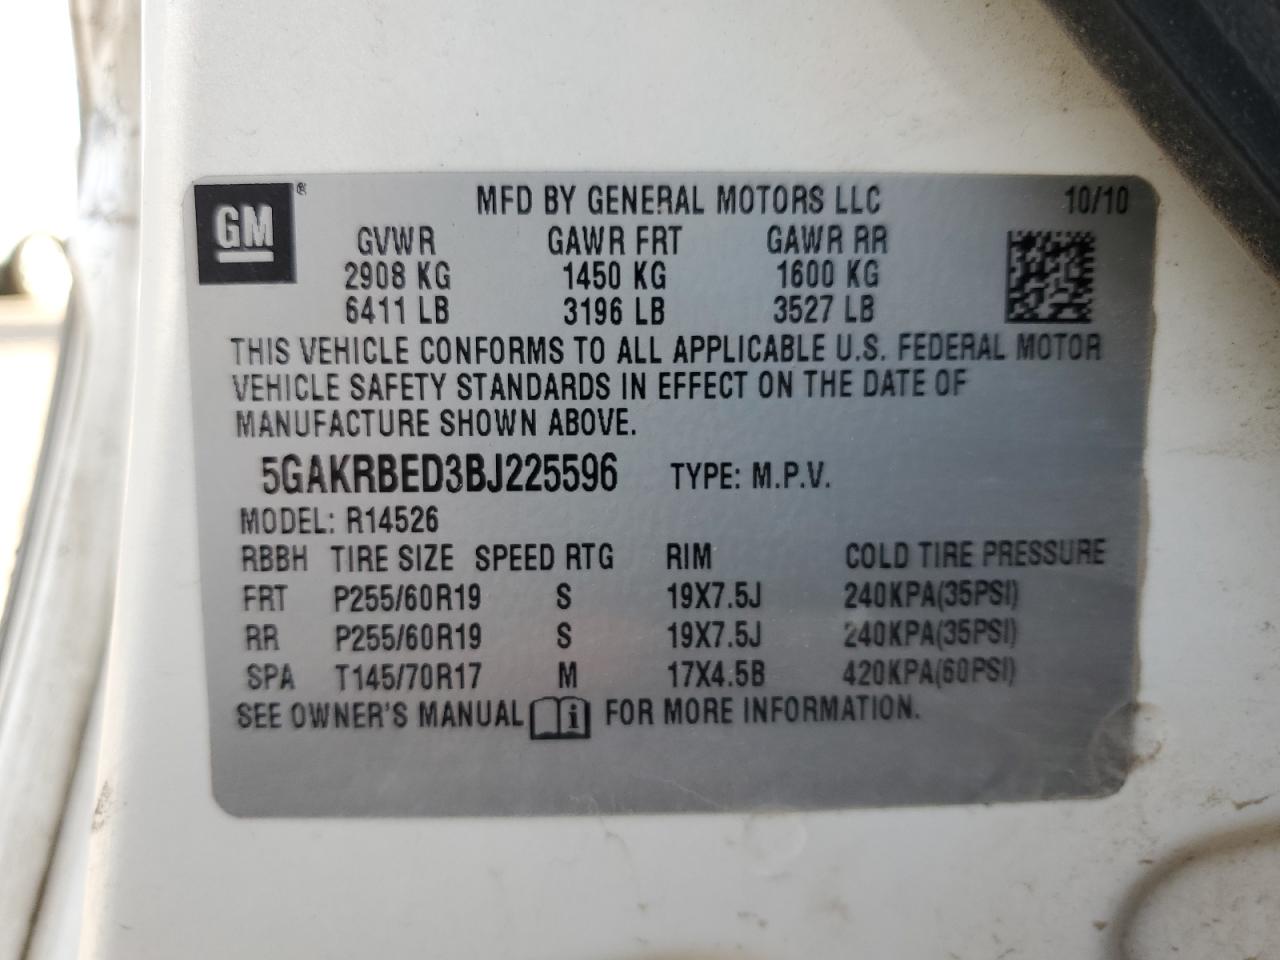 GM ® MFD BY GENERAL MOTORS LLC 10/10
GVWR GAWR FRT GAWR RR
2908 KG 1450 KG 1600 KG
6411 LB 3196 LB 3527 LB
THIS VEHICLE CONFORMS TO ALL APPLICABLE U.S. FEDERAL MOTOR
VEHICLE SAFETY STANDARDS IN EFFECT ON THE DATE OF
MANUFACTURE SHOWN ABOVE.
5GAKRBED3BJ225596 TYPE: M.P.V.
MODEL: R14526
RBBH TIRE SIZE SPEED RTG RIM COLD TIRE PRESSURE
FRT P255/60R19 S 19X7.5J 240KPA(35PSI)
RR P255/60R19 S 19X7.5J 240KPA(35PSI)
SPA T145/70R17 M 17X4.5B 420KPA(60PSI)
SEE OWNER'S MANUAL i FOR MORE INFORMATION.